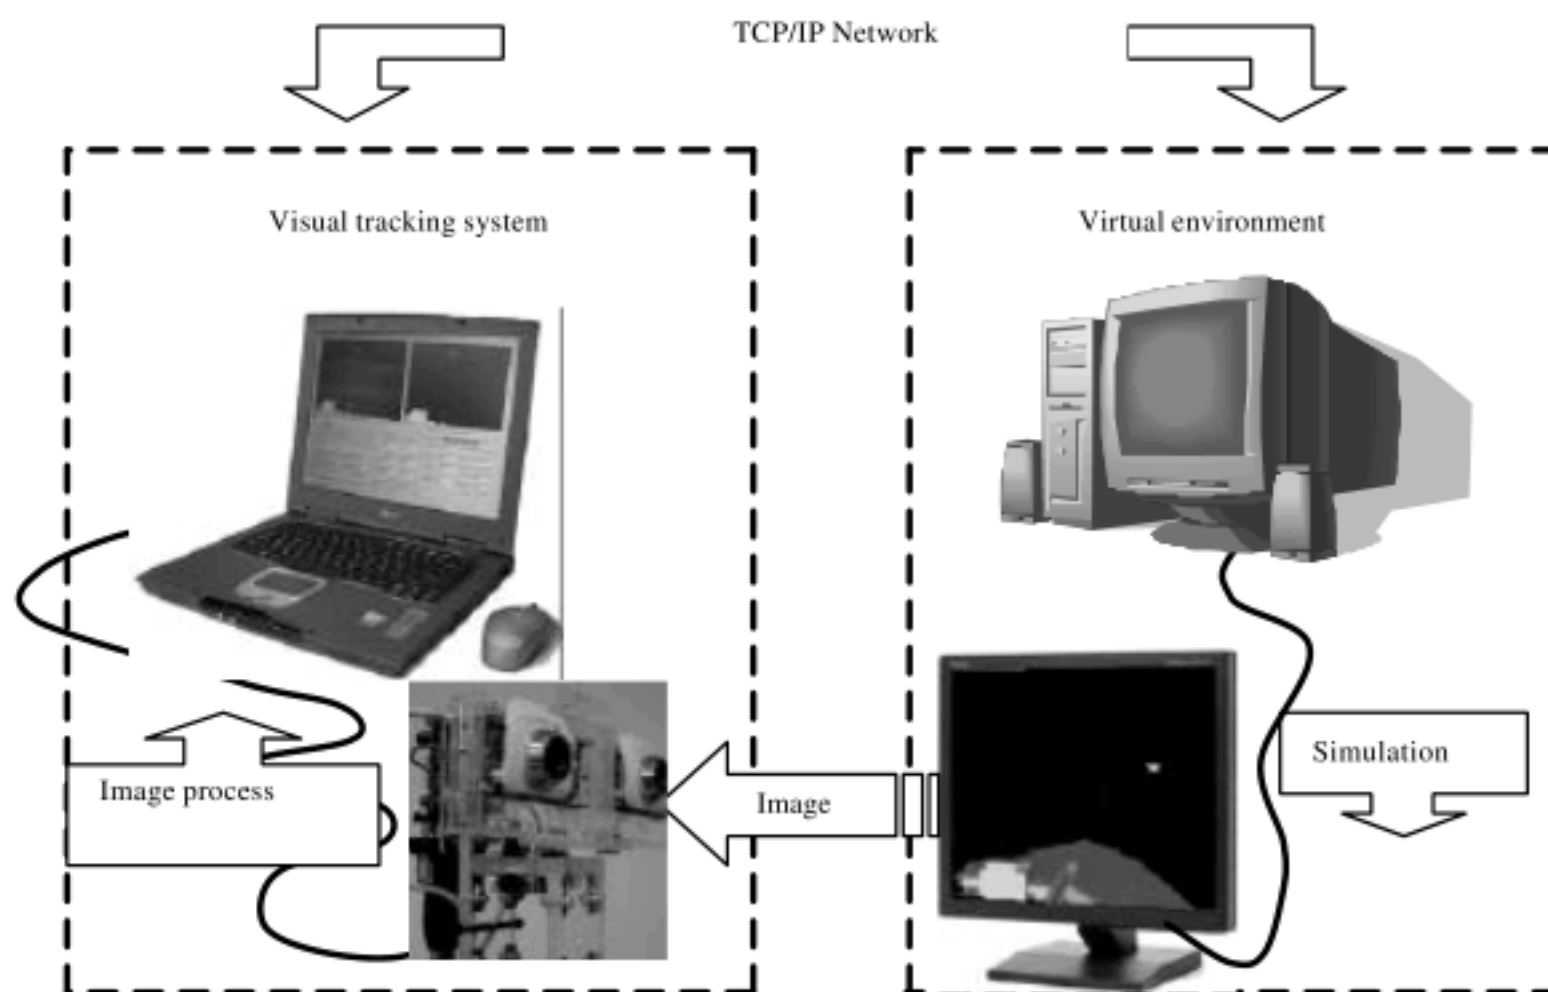 TCP/IP Network
Visual tracking system
Virtual environment
Simulation
Image process
Image